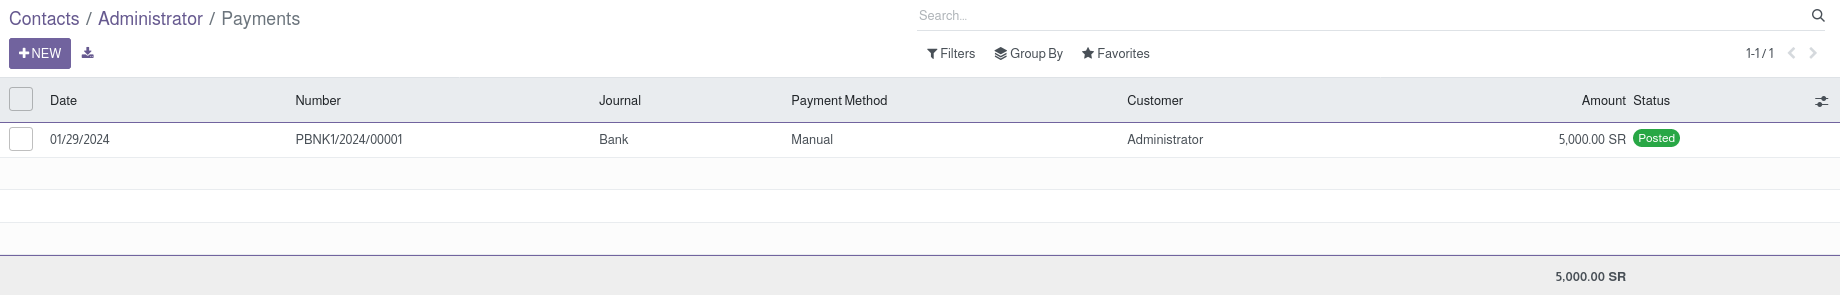 Contacts / Administrator / Payments
Search...
NEW
Filters Group By Favorites 1-1 / 1
Date Number Journal Payment Method Customer Amount Status
01/29/2024 PBNK1/2024/00001 Bank Manual Administrator 5,000.00 SR Posted
5,000.00 SR